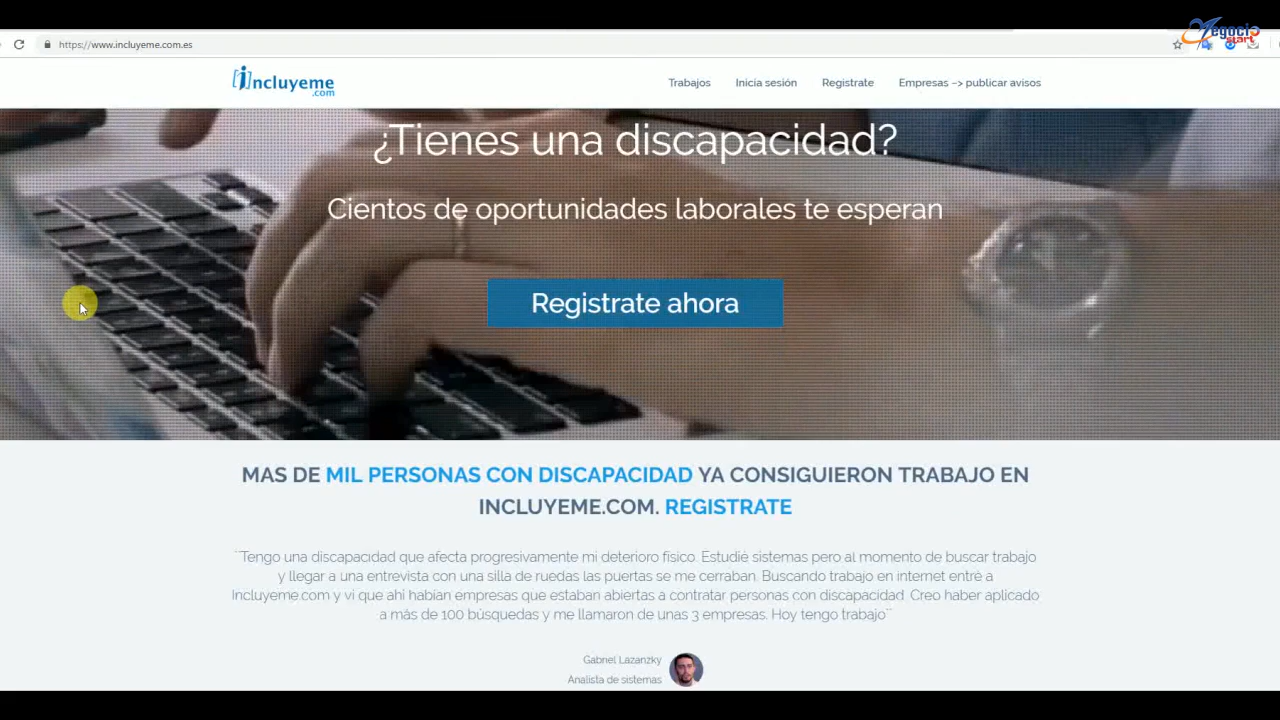 Negocio
start
https://www.incluyeme.com.es
incluyeme
.com
Trabajos Inicia sesión Registrate Empresas -> publicar avisos
¿Tienes una discapacidad?
Cientos de oportunidades laborales te esperan
Registrate ahora
MAS DE MIL PERSONAS CON DISCAPACIDAD YA CONSIGUIERON TRABAJO EN
INCLUYEME.COM. REGISTRATE
``Tengo una discapacidad que afecta progresivamente mi deterioro físico. Estudié sistemas pero al momento de buscar trabajo
y llegar a una entrevista con una silla de ruedas las puertas se me cerraban. Buscando trabajo en internet entré a
Incluyeme.com y vi que ahí habían empresas que estaban abiertas a contratar personas con discapacidad. Creo haber aplicado
a más de 100 búsquedas y me llamaron de unas 3 empresas. Hoy tengo trabajo``
Gabriel Lazanzky
Analista de sistemas